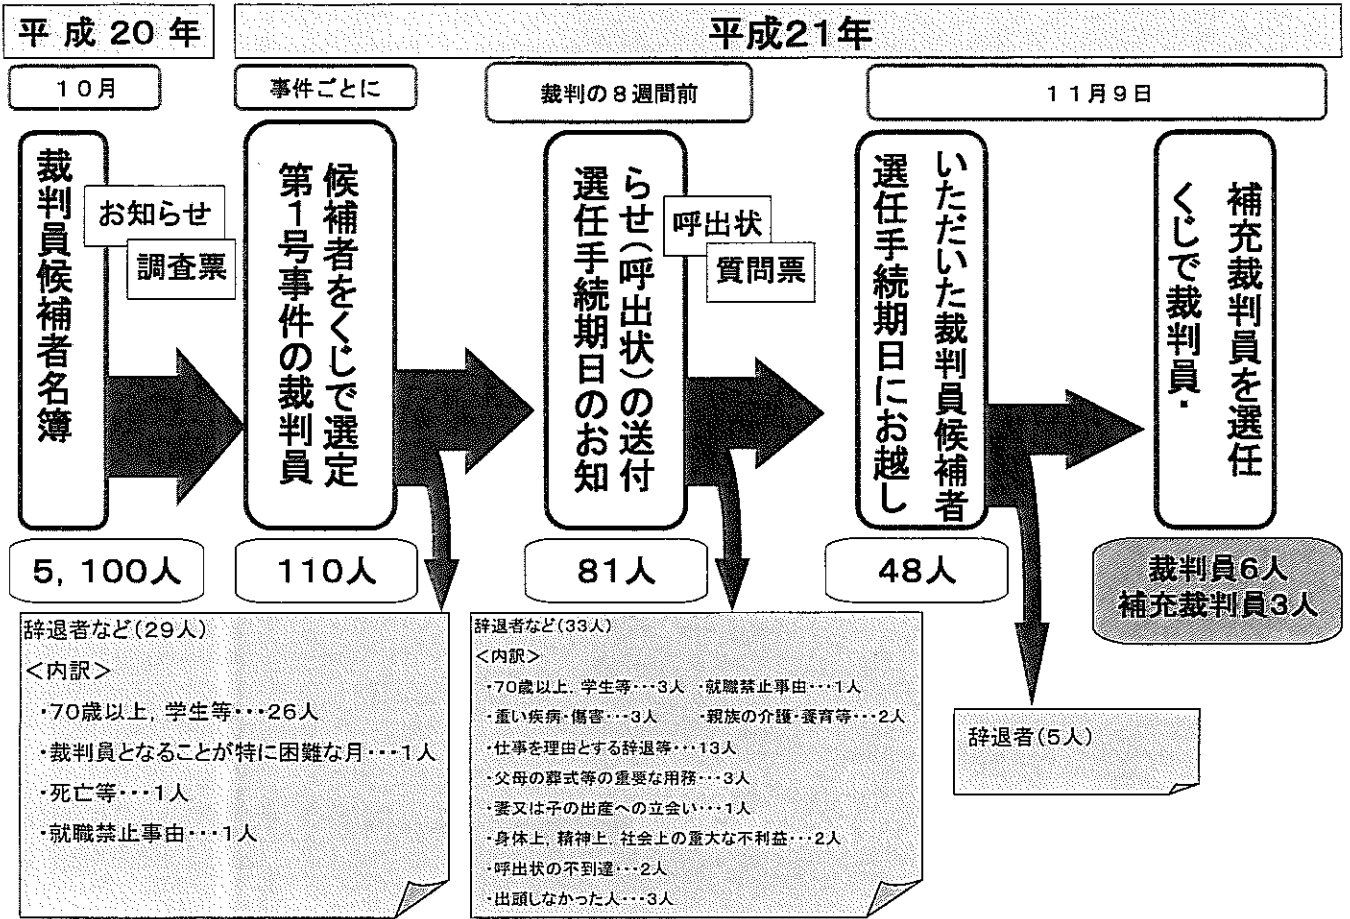 平成20年
平成21年
10月
事件ごとに
裁判の8週間前
11月9日
裁判員候補者名簿
お知らせ
調査票
候補者をくじで選定
第1号事件の裁判員
らせ(呼出状)の送付
選任手続期日のお知
呼出状
質問票
いただいた裁判員候補者
選任手続期日にお越し
補充裁判員を選任
くじで裁判員・
5,100人
110人
81人
48人
裁判員6人
補充裁判員3人
辞退者など(29人)
<内訳>
・70歳以上,学生等・・・26人
・裁判員となることが特に困難な月・・・1人
・死亡等・・・1人
・就職禁止事由・・・1人
辞退者など(33人)
<内訳>
・70歳以上,学生等・・・3人 ・就職禁止事由・・・1人
・重い疾病・傷害・・・3人 ・親族の介護・養育等・・・2人
・仕事を理由とする辞退等・・・13人
・父母の葬式等の重要な用務・・・3人
・妻又は子の出産への立会い・・・1人
・身体上,精神上,社会上の重大な不利益・・・2人
・呼出状の不到達・・・2人
・出頭しなかった人・・・3人
辞退者(5人)